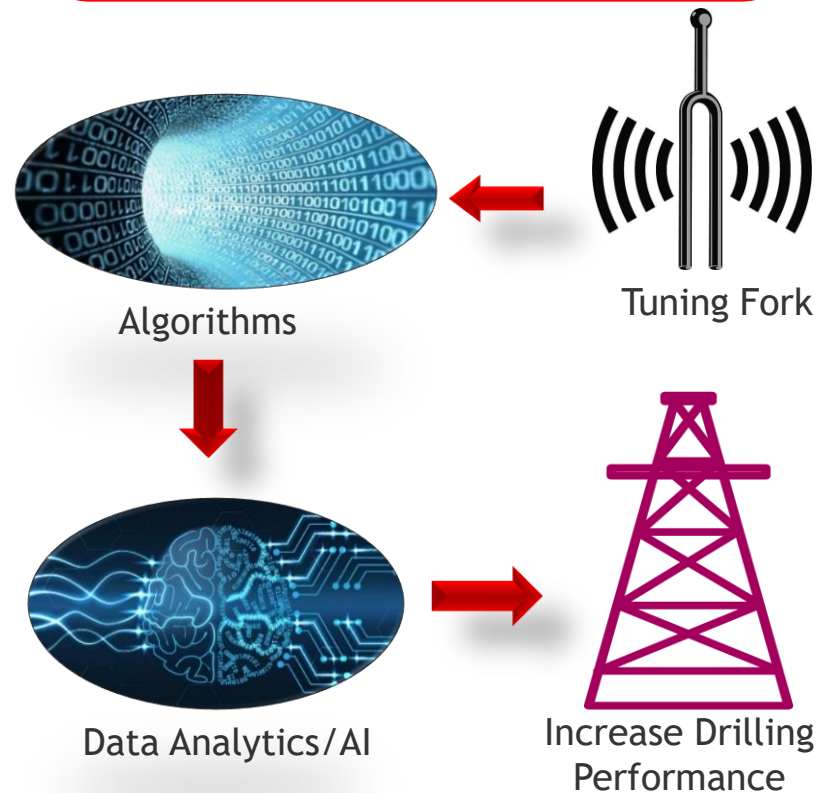 Tuning Fork
Algorithms
Data Analytics/AI
Increase Drilling
Performance